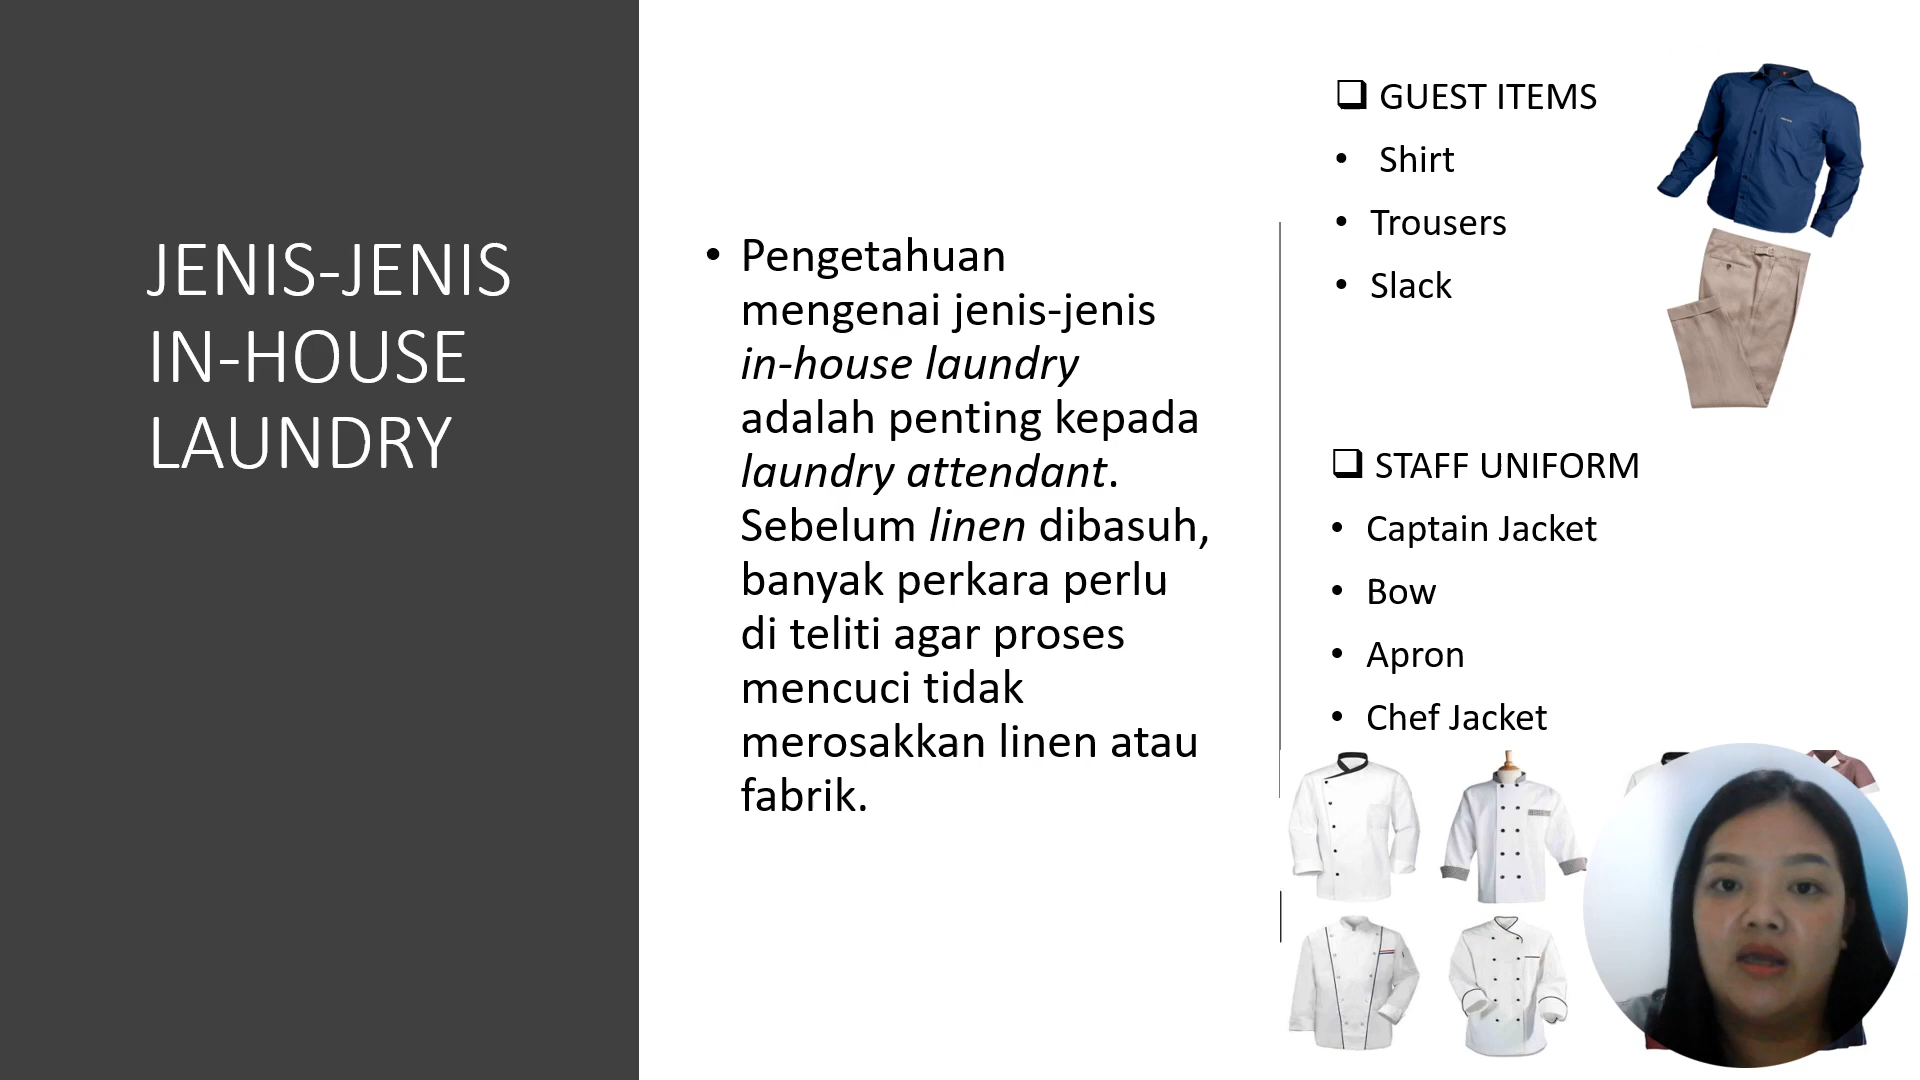 JENIS-JENIS
IN-HOUSE
LAUNDRY
• Pengetahuan
mengenai jenis-jenis
in-house laundry
adalah penting kepada
laundry attendant.
Sebelum linen dibasuh,
banyak perkara perlu
di teliti agar proses
mencuci tidak
merosakkan linen atau
fabrik.
❑ GUEST ITEMS
• Shirt
• Trousers
• Slack
❑ STAFF UNIFORM
• Captain Jacket
• Bow
• Apron
• Chef Jacket